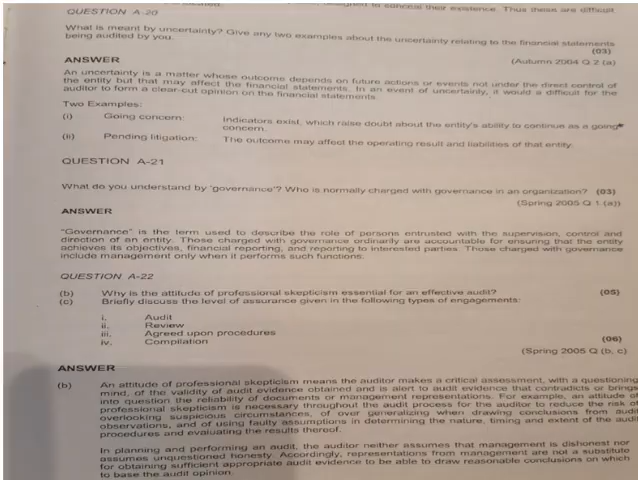 designed to conceal their existence. Thus these are difficult
QUESTION A-20
What is meant by uncertainty? Give any two examples about the uncertainty relating to the financial statements
being audited by you.
(03)
(Autumn 2004 Q 2 (a)
ANSWER
An uncertainty is a matter whose outcome depends on future actions or events not under the direct control of
the entity but that may affect the financial statements. In an event of uncertainty, it would a difficult for the
auditor to form a clear-cut opinion on the financial statements.
Two Examples:
(i) Going concern: Indicators exist, which raise doubt about the entity's ability to continue as a going
concern.
(ii) Pending litigation: The outcome may affect the operating result and liabilities of that entity.
QUESTION A-21
What do you understand by 'governance'? Who is normally charged with governance in an organization? (03)
(Spring 2005 Q 1 (a))
ANSWER
"Governance" is the term used to describe the role of persons entrusted with the supervision, control and
direction of an entity. Those charged with governance ordinarily are accountable for ensuring that the entity
achieves its objectives, financial reporting, and reporting to interested parties. Those charged with governance
include management only when it performs such functions.
QUESTION A-22
(b) Why is the attitude of professional skepticism essential for an effective audit? (05)
(c) Briefly discuss the level of assurance given in the following types of engagements:
i. Audit
ii. Review
iii. Agreed upon procedures
iv. Compilation (06)
(Spring 2005 Q (b, c)
ANSWER
(b) An attitude of professional skepticism means the auditor makes a critical assessment, with a questioning
mind, of the validity of audit evidence obtained and is alert to audit evidence that contradicts or brings
into question the reliability of documents or management representations. For example, an attitude of
professional skepticism is necessary throughout the audit process for the auditor to reduce the risk of
overlooking suspicious circumstances, of over generalizing when drawing conclusions from audit
observations, and of using faulty assumptions in determining the nature, timing and extent of the audit
procedures and evaluating the results thereof.
In planning and performing an audit, the auditor neither assumes that management is dishonest nor
assumes unquestioned honesty. Accordingly, representations from management are not a substitute
for obtaining sufficient appropriate audit evidence to be able to draw reasonable conclusions on which
to base the audit opinion.